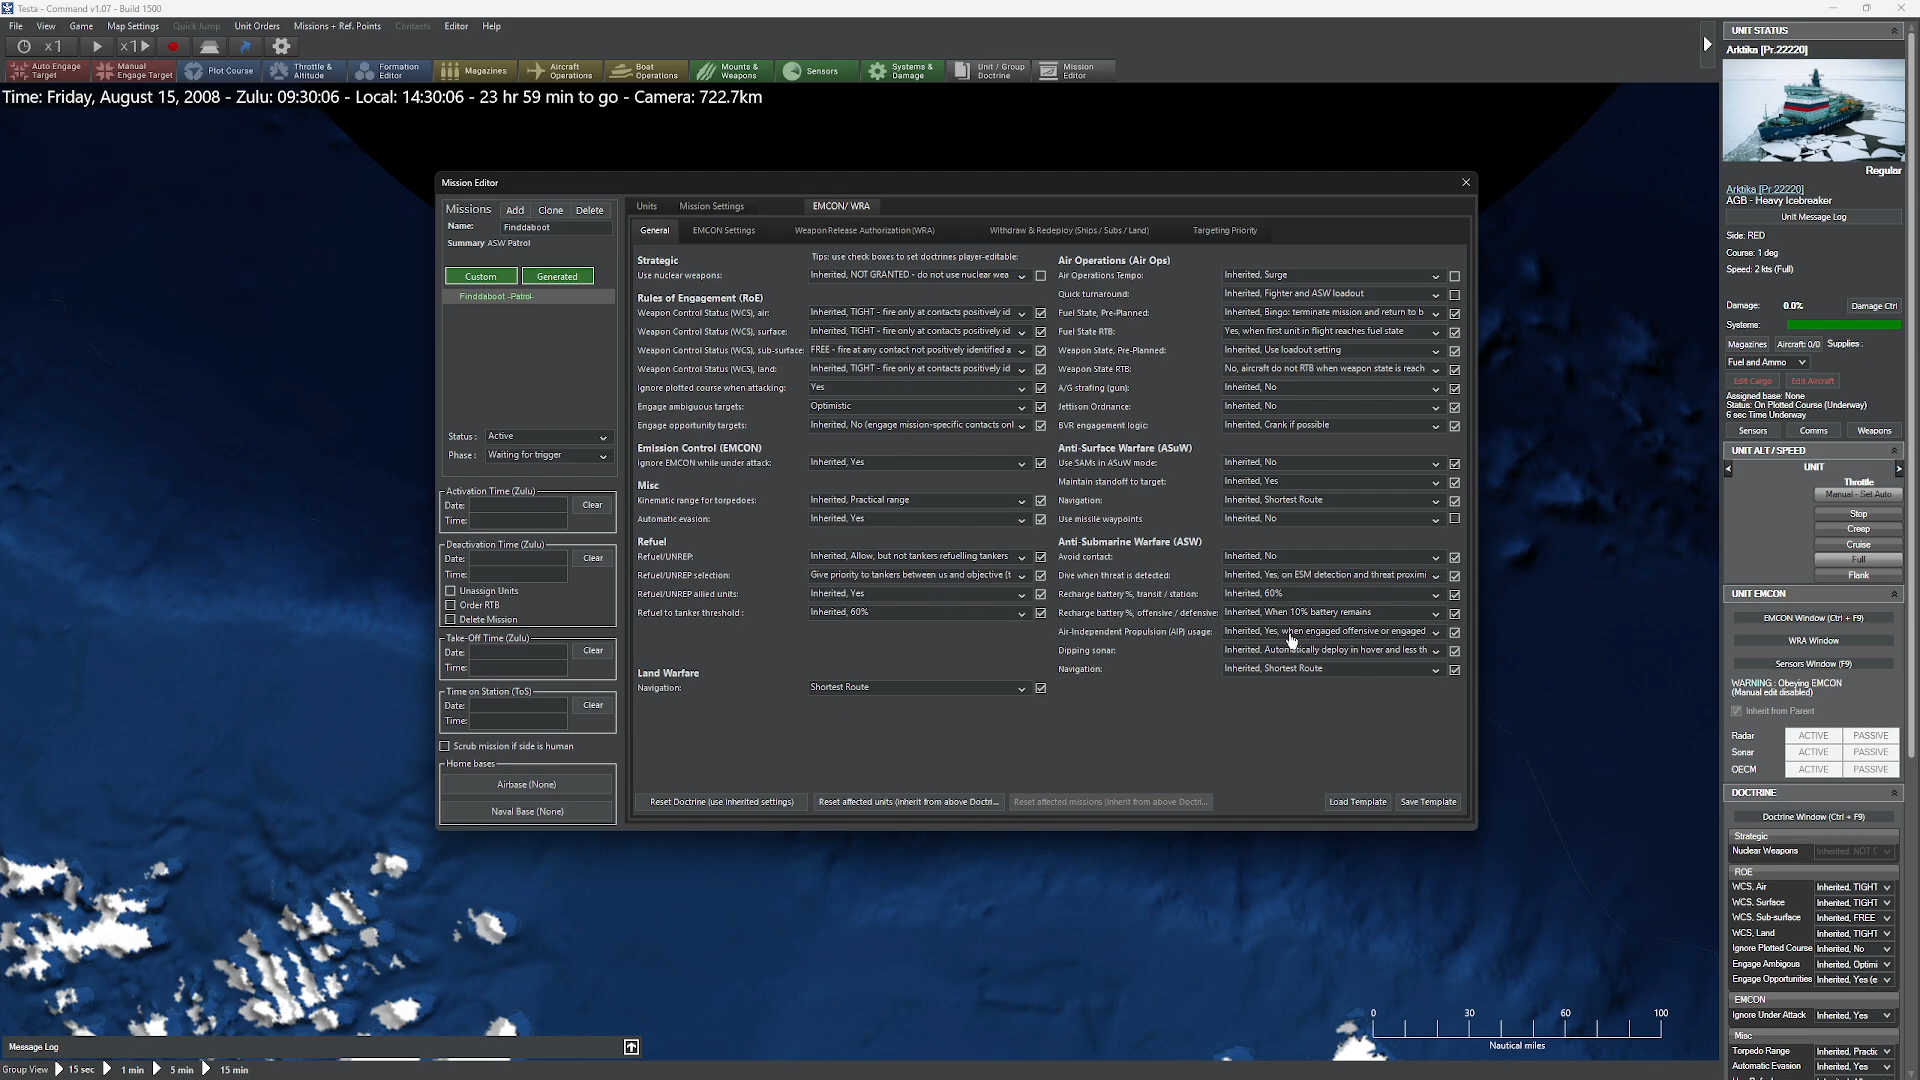 Testa - Command v1.07 - Build 1500
File View Game Map Settings Quick Jump Unit Orders Missions + Ref. Points Contacts Editor Help
x1 x1
Auto Engage Target Manual Engage Target Plot Course Throttle & Altitude Formation Editor Magazines Aircraft Operations Boat Operations Mounts & Weapons Sensors Systems & Damage Unit / Group Doctrine Mission Editor
Time: Friday, August 15, 2008 - Zulu: 09:30:06 - Local: 14:30:06 - 23 hr 59 min to go - Camera: 722.7km
Mission Editor
Missions Add Clone Delete
Name: Finddaboot
Summary ASW Patrol
Custom Generated
Finddaboot -Patrol-
Status: Active
Phase: Waiting for trigger
Activation Time (Zulu)
Date: Clear
Time:
Deactivation Time (Zulu)
Date: Clear
Time:
Unassign Units
Order RTB
Delete Mission
Take-Off Time (Zulu)
Date: Clear
Time:
Time on Station (ToS)
Date: Clear
Time:
Scrub mission if side is human
Home bases
Airbase (None)
Naval Base (None)
Units Mission Settings EMCON/ WRA
General EMCON Settings Weapon Release Authorization (WRA) Withdraw & Redeploy (Ships / Subs / Land) Targeting Priority
Strategic Tips: use check boxes to set doctrines player-editable:
Use nuclear weapons: Inherited, NOT GRANTED - do not use nuclear wea
Rules of Engagement (RoE)
Weapon Control Status (WCS), air: Inherited, TIGHT - fire only at contacts positively id
Weapon Control Status (WCS), surface: Inherited, TIGHT - fire only at contacts positively id
Weapon Control Status (WCS), sub-surface: FREE - fire at any contact not positively identified a
Weapon Control Status (WCS), land: Inherited, TIGHT - fire only at contacts positively id
Ignore plotted course when attacking: Yes
Engage ambiguous targets: Optimistic
Engage opportunity targets: Inherited, No (engage mission-specific contacts onl
Emission Control (EMCON)
Ignore EMCON while under attack: Inherited, Yes
Misc
Kinematic range for torpedoes: Inherited, Practical range
Automatic evasion: Inherited, Yes
Refuel
Refuel/UNREP: Inherited, Allow, but not tankers refuelling tankers
Refuel/UNREP selection: Give priority to tankers between us and objective (t
Refuel/UNREP allied units: Inherited, Yes
Refuel to tanker threshold : Inherited, 60%
Land Warfare
Navigation: Shortest Route
Air Operations (Air Ops)
Air Operations Tempo: Inherited, Surge
Quick turnaround: Inherited, Fighter and ASW loadout
Fuel State, Pre-Planned: Inherited, Bingo: terminate mission and return to b
Fuel State RTB: Yes, when first unit in flight reaches fuel state
Weapon State, Pre-Planned: Inherited, Use loadout setting
Weapon State RTB: No, aircraft do not RTB when weapon state is reach
A/G strafing (gun): Inherited, No
Jettison Ordnance: Inherited, No
BVR engagement logic: Inherited, Crank if possible
Anti-Surface Warfare (ASuW)
Use SAMs in ASuW mode: Inherited, No
Maintain standoff to target: Inherited, Yes
Navigation: Inherited, Shortest Route
Use missile waypoints Inherited, No
Anti-Submarine Warfare (ASW)
Avoid contact: Inherited, No
Dive when threat is detected: Inherited, Yes, on ESM detection and threat proximi
Recharge battery %, transit / station: Inherited, 60%
Recharge battery %, offensive / defensive: Inherited, When 10% battery remains
Air-Independent Propulsion (AIP) usage: Inherited, Yes, when engaged offensive or engaged
Dipping sonar: Inherited, Automatically deploy in hover and less th
Navigation: Inherited, Shortest Route
Reset Doctrine (use inherited settings) Reset affected units (inherit from above Doctri... Reset affected missions (inherit from above Doctri... Load Template Save Template
0 30 60 100
Nautical miles
Message Log
Group View 15 sec 1 min 5 min 15 min
UNIT STATUS
Arktika [Pr.22220]
Regular
Arktika [Pr.22220]
AGB - Heavy Icebreaker
Unit Message Log
Side: RED
Course: 1 deg
Speed: 2 kts (Full)
Damage: 0.0% Damage Ctrl
Systems:
Magazines Aircraft: 0/0 Supplies :
Fuel and Ammo
Edit Cargo Edit Aircraft
Assigned base: None
Status: On Plotted Course (Underway)
6 sec Time Underway
Sensors Comms Weapons
UNIT ALT / SPEED
< UNIT >
Throttle
Manual - Set Auto
Stop
Creep
Cruise
Full
Flank
UNIT EMCON
EMCON Window (Ctrl + F9)
WRA Window
Sensors Window (F9)
WARNING : Obeying EMCON
(Manual edit disabled)
Inherit from Parent
Radar ACTIVE PASSIVE
Sonar ACTIVE PASSIVE
OECM ACTIVE PASSIVE
DOCTRINE
Doctrine Window (Ctrl + F9)
Strategic
Nuclear Weapons Inherited, NOT G
ROE
WCS, Air Inherited, TIGHT
WCS, Surface Inherited, TIGHT
WCS, Sub-surface Inherited, FREE
WCS, Land Inherited, TIGHT
Ignore Plotted Course Inherited, No
Engage Ambiguous Inherited, Optimi
Engage Opportunities Inherited, Yes (e
EMCON
Ignore Under Attack Inherited, Yes
Misc
Torpedo Range Inherited, Practic
Automatic Evasion Inherited, Yes